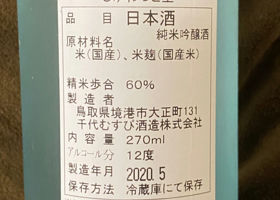 品　目　日本酒
純米吟醸酒
原材料名
米(国産)、米麹(国産米)
精米歩合　60%
製 造 者
鳥取県境港市大正町131
千代むすび酒造株式会社
内 容 量　270ml
アルコール分　12度
製造年月　2020. 5
保存方法　冷蔵庫にて保存